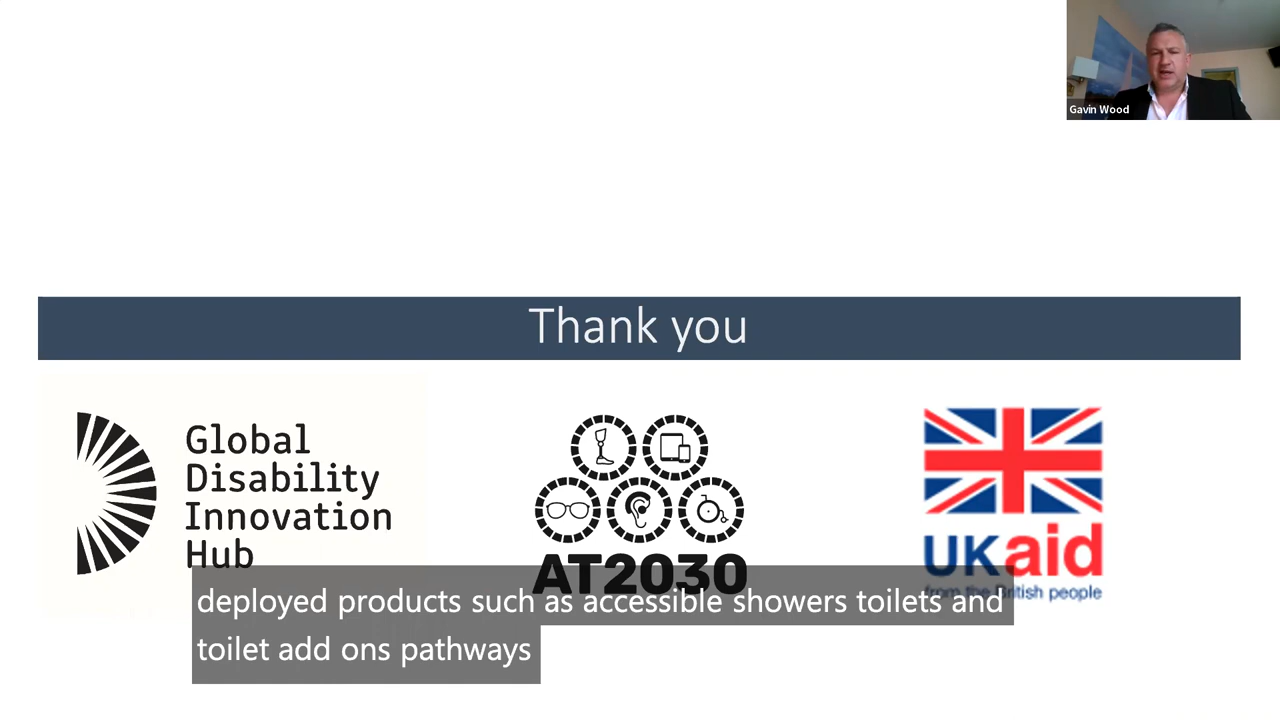 Gavin Wood
Thank you
Global
Disability
Innovation
Hub
AT2030
UKaid
from the British people
deployed products such as accessible showers toilets and
toilet add ons pathways